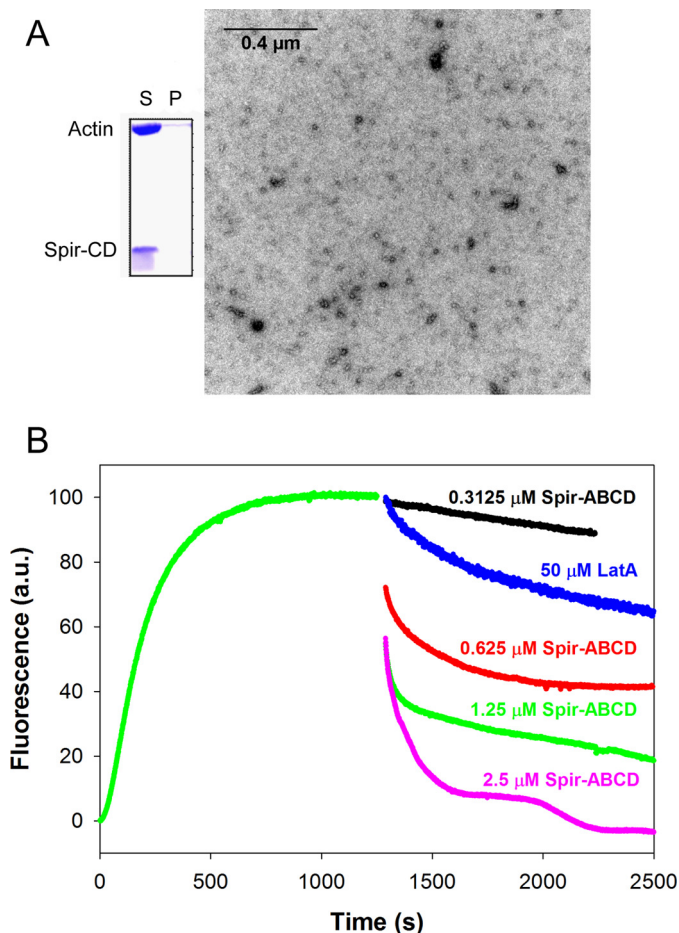 A
0.4 µm
S P
Actin
Spir-CD
B
100
80
60
40
20
0
Fluorescence (a.u.)
0.3125 µM Spir-ABCD
50 µM LatA
0.625 µM Spir-ABCD
1.25 µM Spir-ABCD
2.5 µM Spir-ABCD
0 500 1000 1500 2000 2500
Time (s)